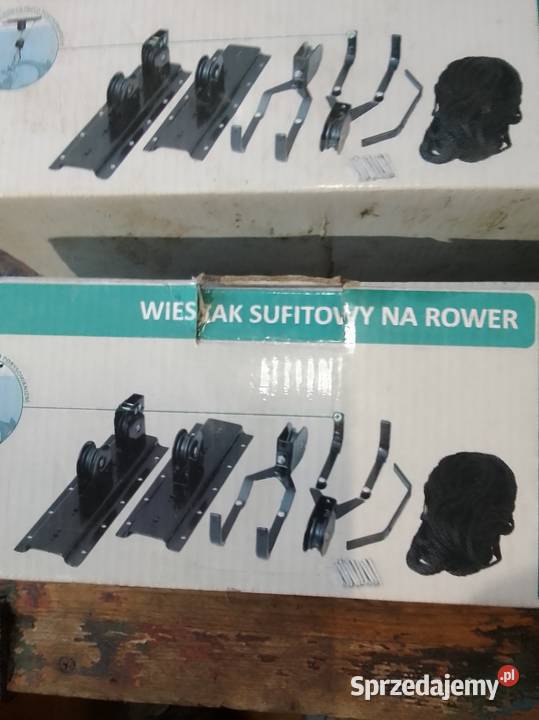 WIESZAK SUFITOWY NA ROWER
Sprzedajemy.pl